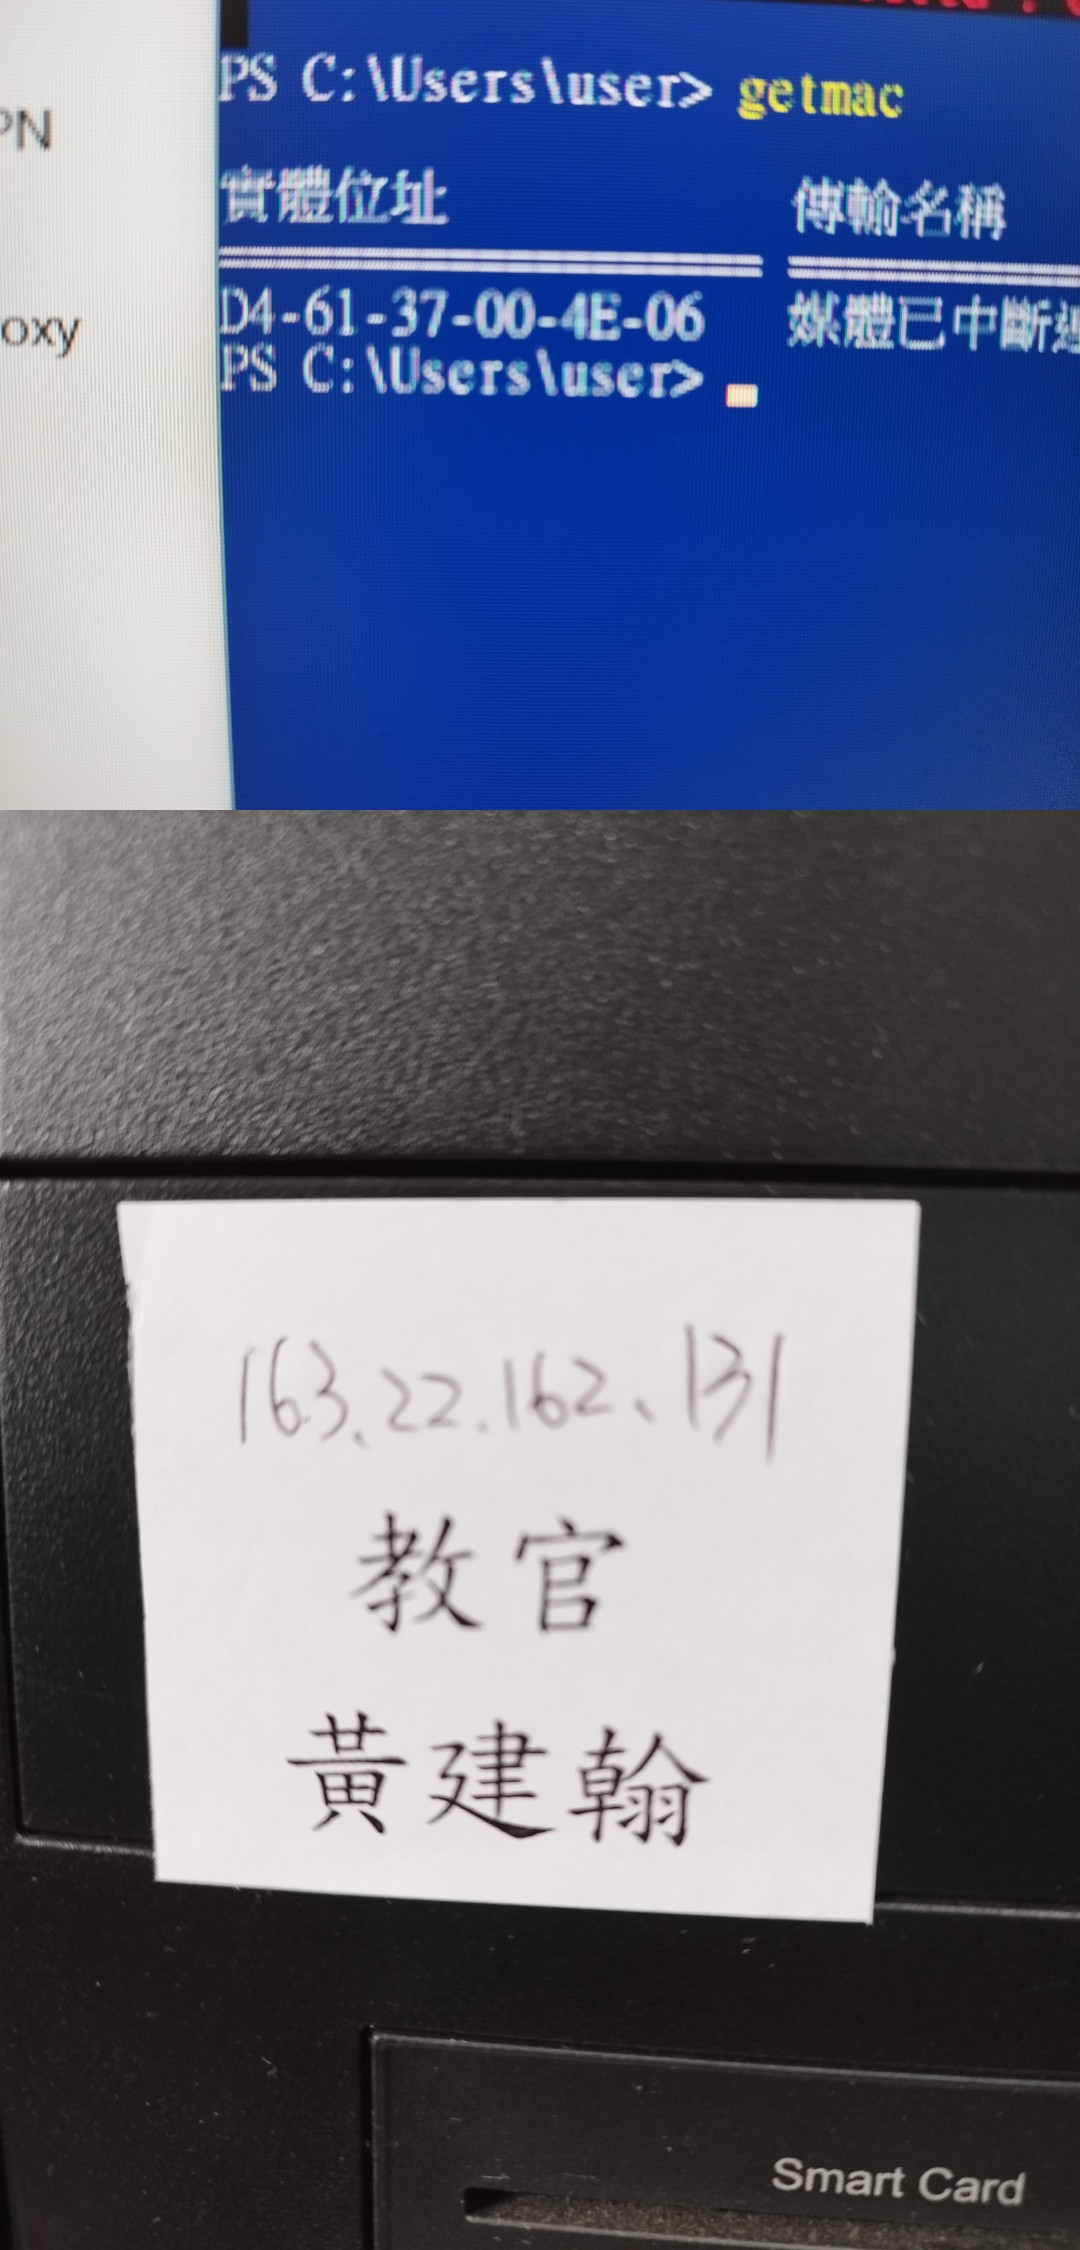 PS C:\Users\user> getmac
實體位址 傳輸名稱
D4-61-37-00-4E-06 媒體已中斷
PS C:\Users\user>
oxy
163.22.162.131
教官
黃建翰
Smart Card